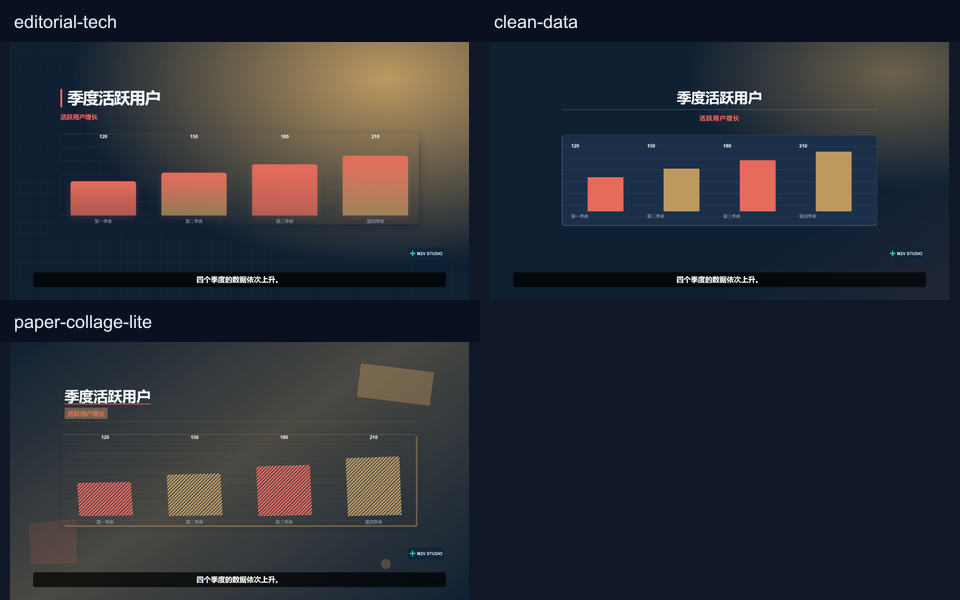 editorial-tech
季度活跃用户
活跃用户增长
120 150 180 210
第一季度 第二季度 第三季度 第四季度
M2V STUDIO
四个季度的数据依次上升。
clean-data
季度活跃用户
活跃用户增长
120 150 180 210
第一季度 第二季度 第三季度 第四季度
M2V STUDIO
四个季度的数据依次上升。
paper-collage-lite
季度活跃用户
活跃用户增长
120 150 180 210
第一季度 第二季度 第三季度 第四季度
M2V STUDIO
四个季度的数据依次上升。